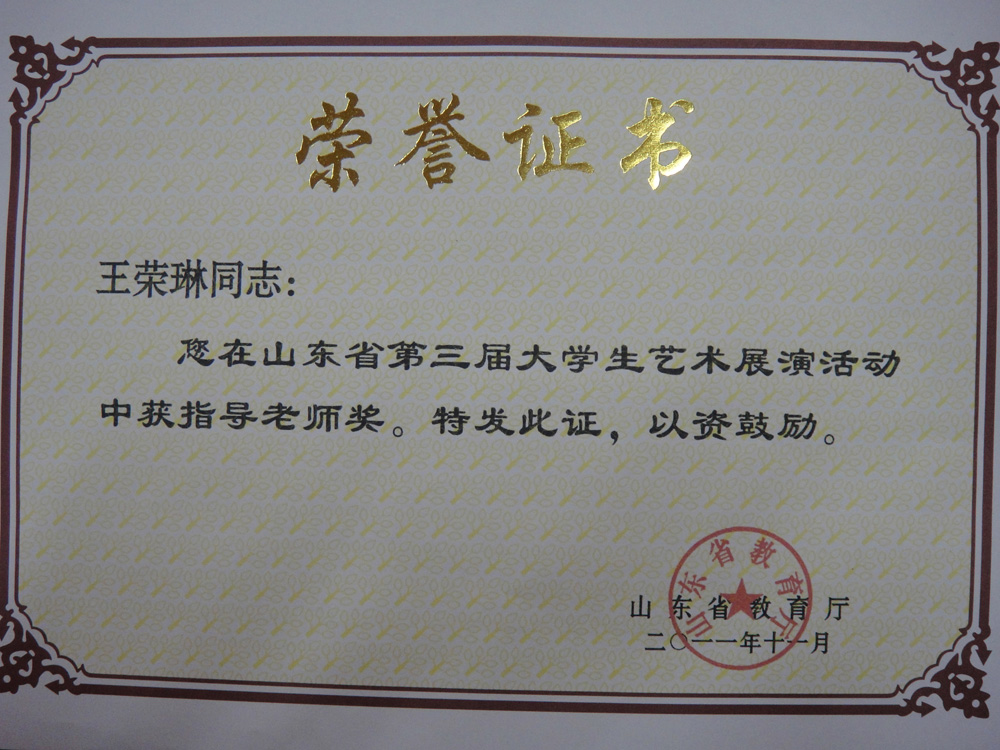 荣誉证书
王荣琳同志：
您在山东省第三届大学生艺术展演活动
中获指导老师奖。特发此证，以资鼓励。
山东省教育厅
山东省教育厅
二〇一一年十一月